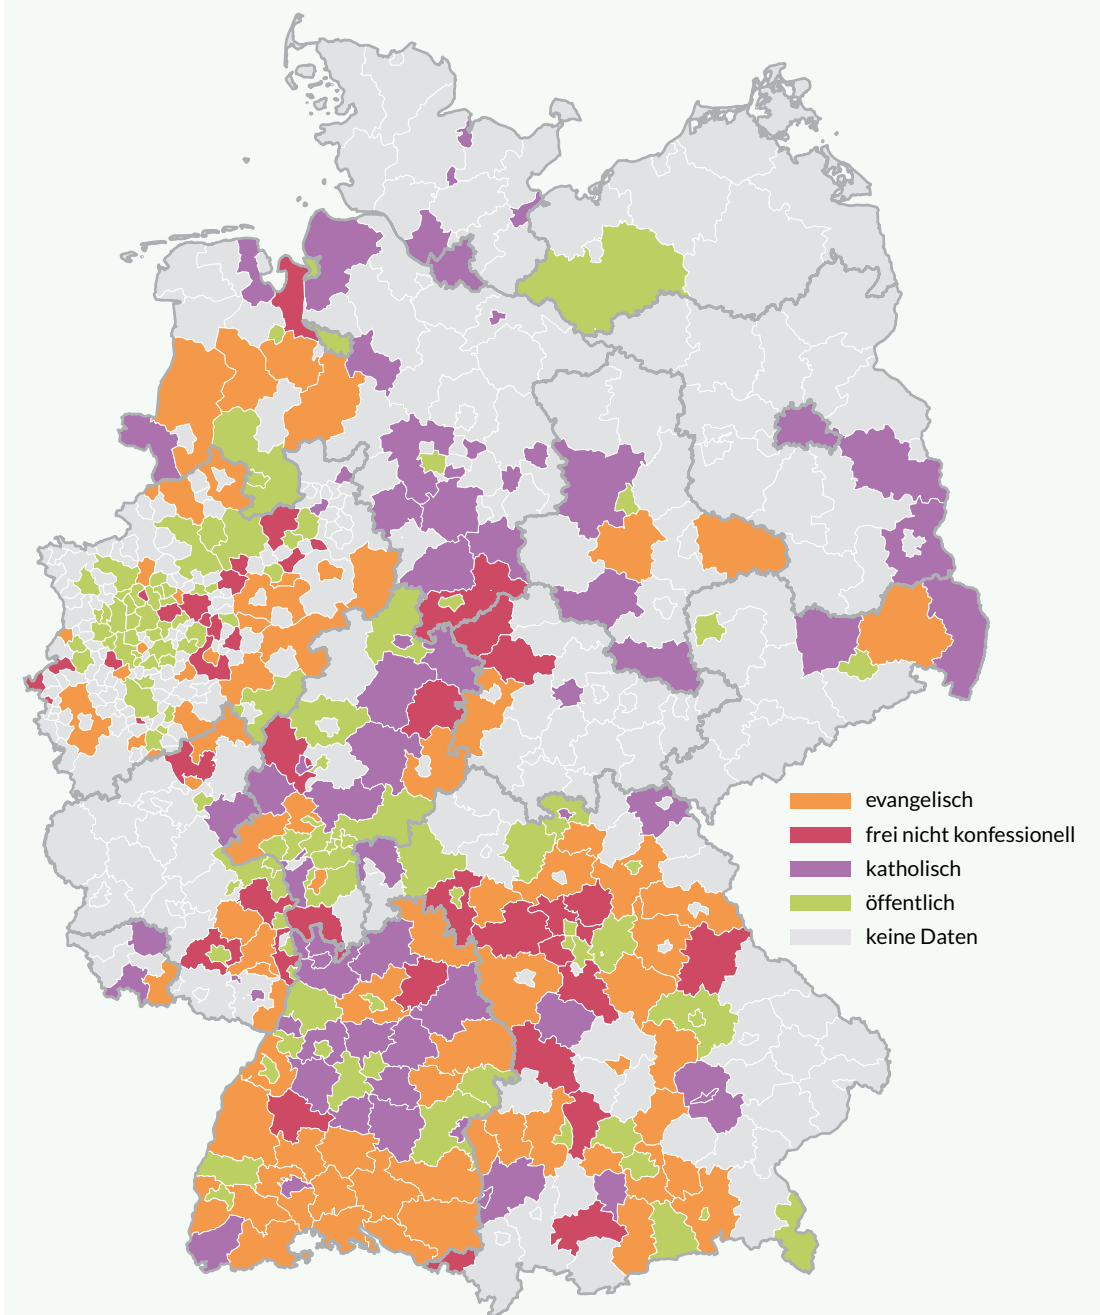 evangelisch
frei nicht konfessionell
katholisch
öffentlich
keine Daten